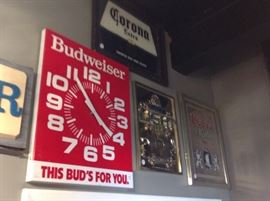 Budweiser
11 12 1
10 2
9 3
8 4
7 6 5
THIS BUD'S FOR YOU.
Corona
Extra
R